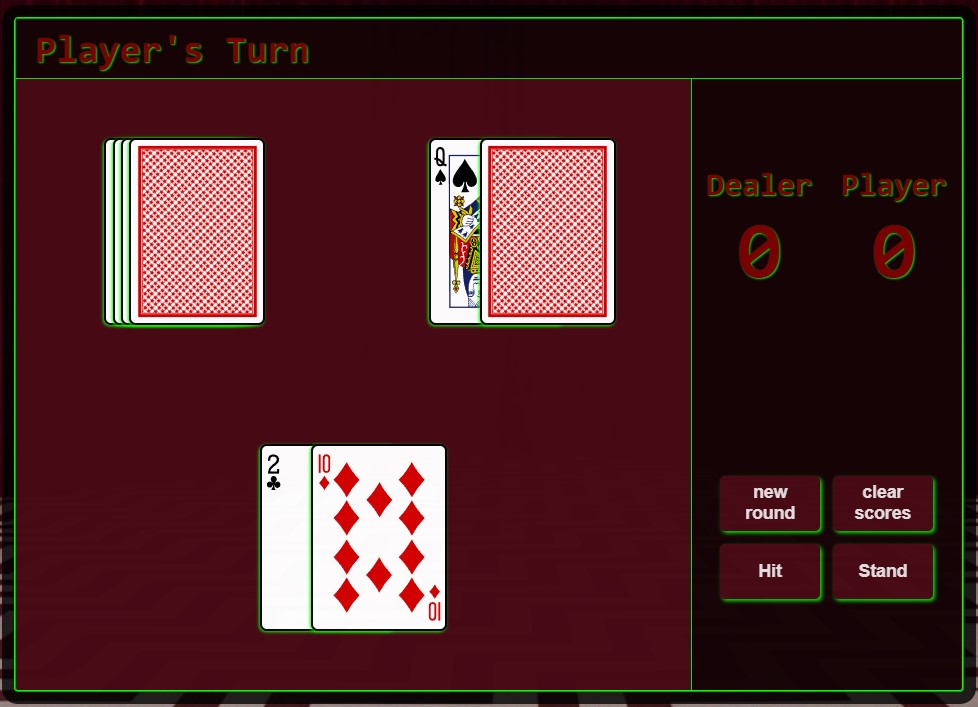 Player's Turn
Q
Dealer Player
0 0
2
10
10
new
round
clear
scores
Hit
Stand